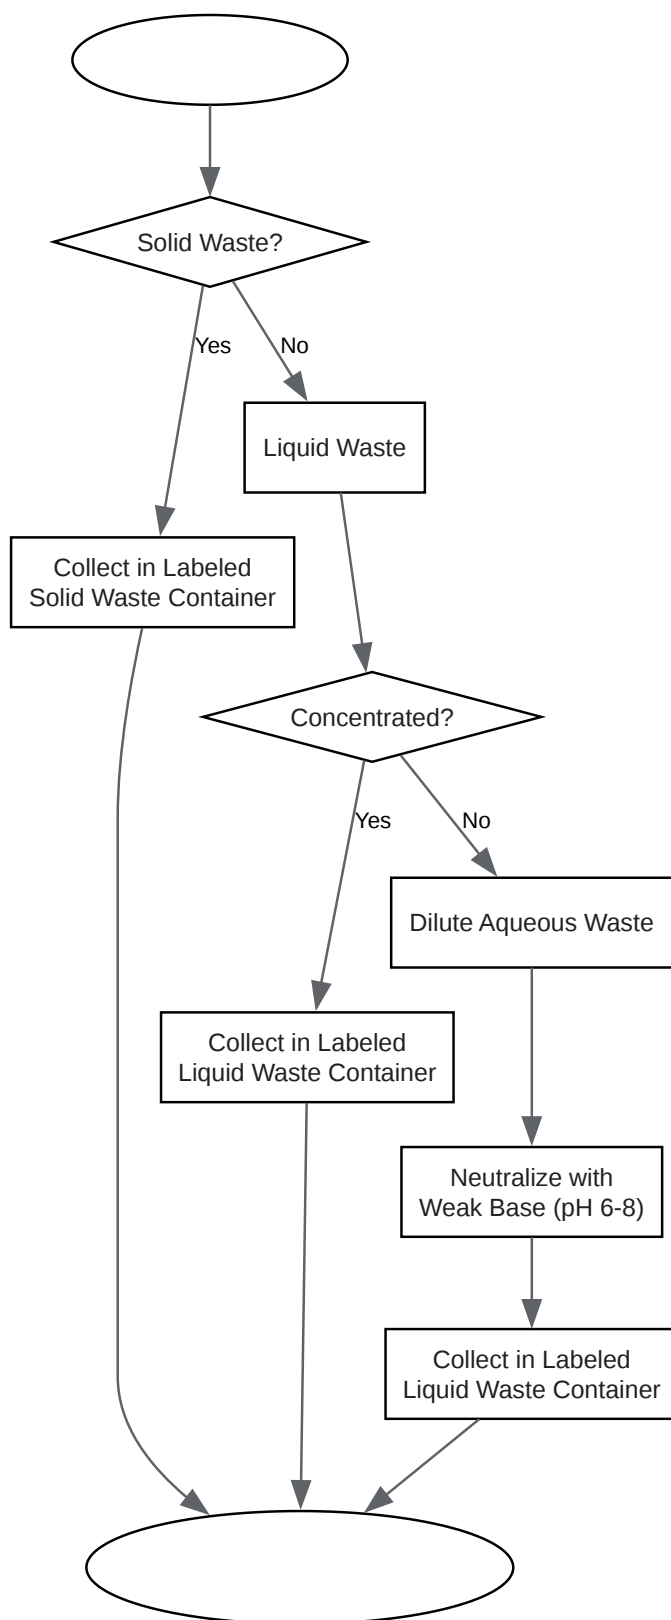 Solid Waste?
Yes
No
Liquid Waste
Collect in Labeled
Solid Waste Container
Concentrated?
Yes
No
Dilute Aqueous Waste
Collect in Labeled
Liquid Waste Container
Neutralize with
Weak Base (pH 6-8)
Collect in Labeled
Liquid Waste Container